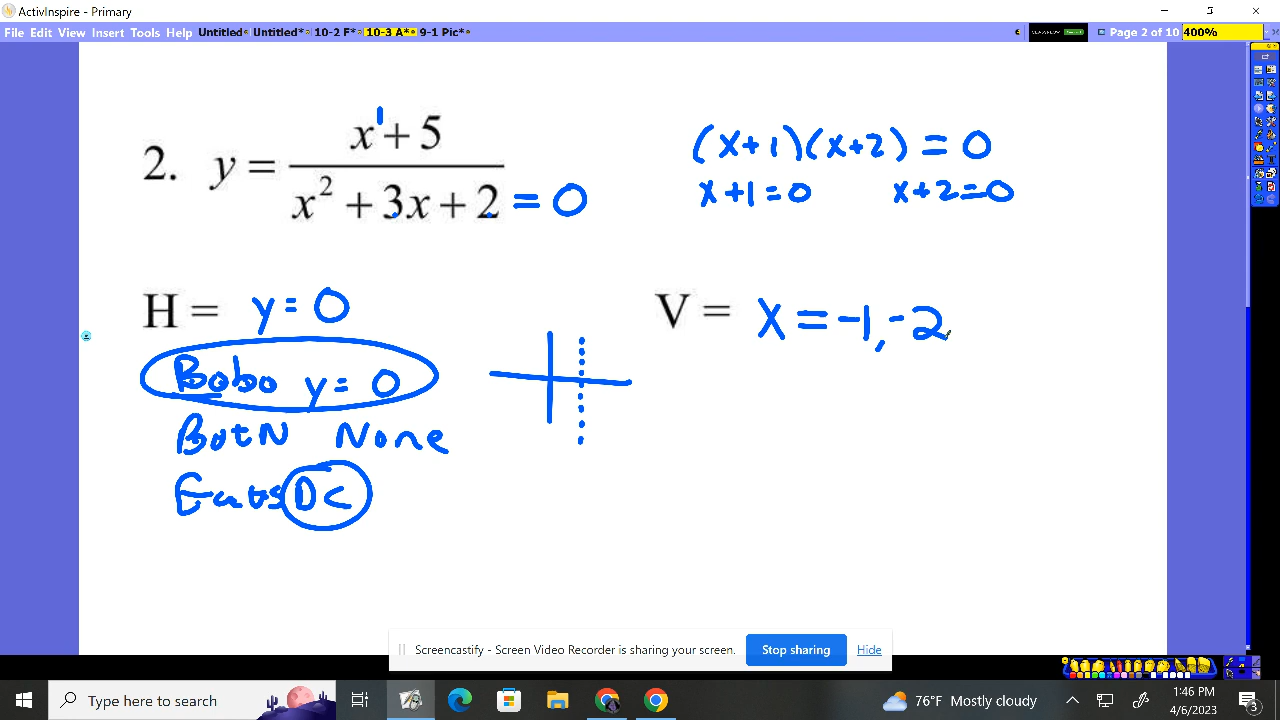 ActivInspire - Primary
File Edit View Insert Tools Help Untitled* Untitled* 10-2 F* 10-3 A* 9-1 Pic* Page 2 of 10 400%
2. y = (x¹ + 5)/(x² + 3x + 2) = 0
(x+1)(x+2) = 0
x+1=0 x+2=0
H = y = 0
V = x = -1, -2
Bobo y = 0
BotN None
Eats DC
Screencastify - Screen Video Recorder is sharing your screen. Stop sharing Hide
Type here to search
76°F Mostly cloudy
1:46 PM
4/6/2023
3